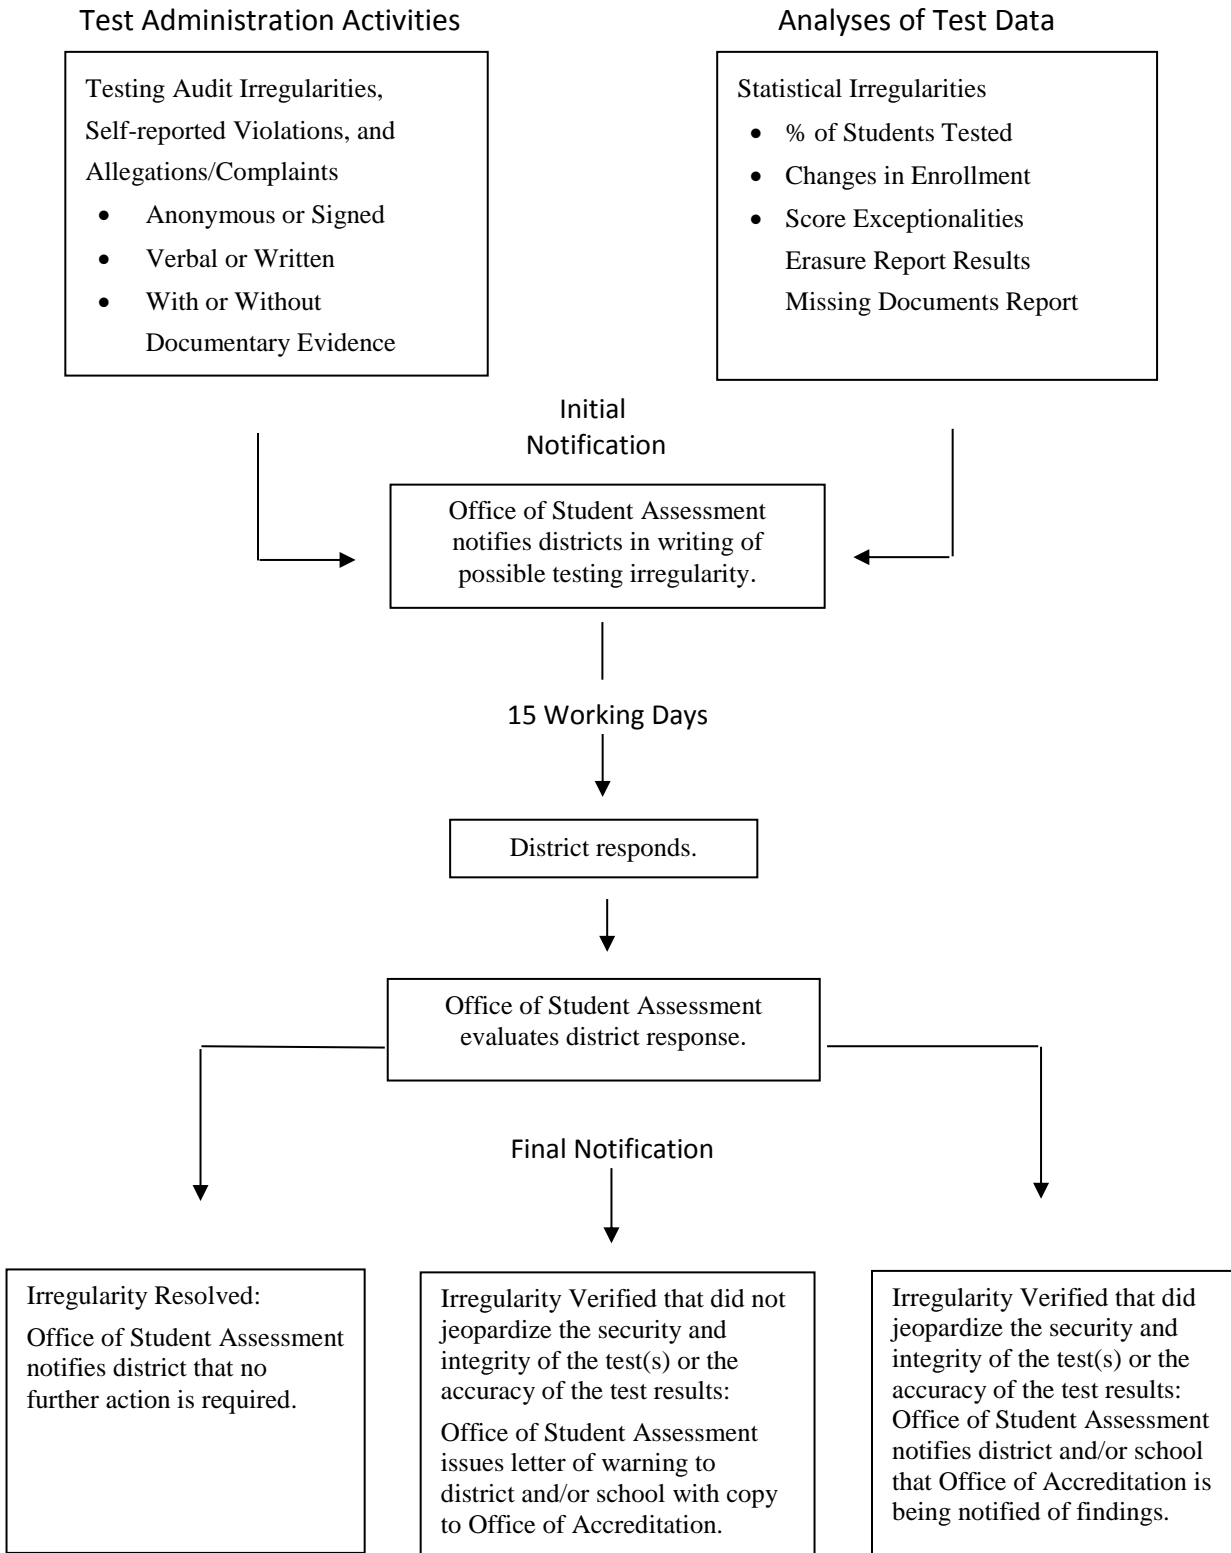 Test Administration Activities
Analyses of Test Data
Testing Audit Irregularities,
Self-reported Violations, and
Allegations/Complaints
• Anonymous or Signed
• Verbal or Written
• With or Without
Documentary Evidence
Statistical Irregularities
• % of Students Tested
• Changes in Enrollment
• Score Exceptionalities
Erasure Report Results
Missing Documents Report
Initial
Notification
Office of Student Assessment
notifies districts in writing of
possible testing irregularity.
15 Working Days
District responds.
Office of Student Assessment
evaluates district response.
Final Notification
Irregularity Resolved:
Office of Student Assessment
notifies district that no
further action is required.
Irregularity Verified that did not
jeopardize the security and
integrity of the test(s) or the
accuracy of the test results:
Office of Student Assessment
issues letter of warning to
district and/or school with copy
to Office of Accreditation.
Irregularity Verified that did
jeopardize the security and
integrity of the test(s) or the
accuracy of the test results:
Office of Student Assessment
notifies district and/or school
that Office of Accreditation is
being notified of findings.